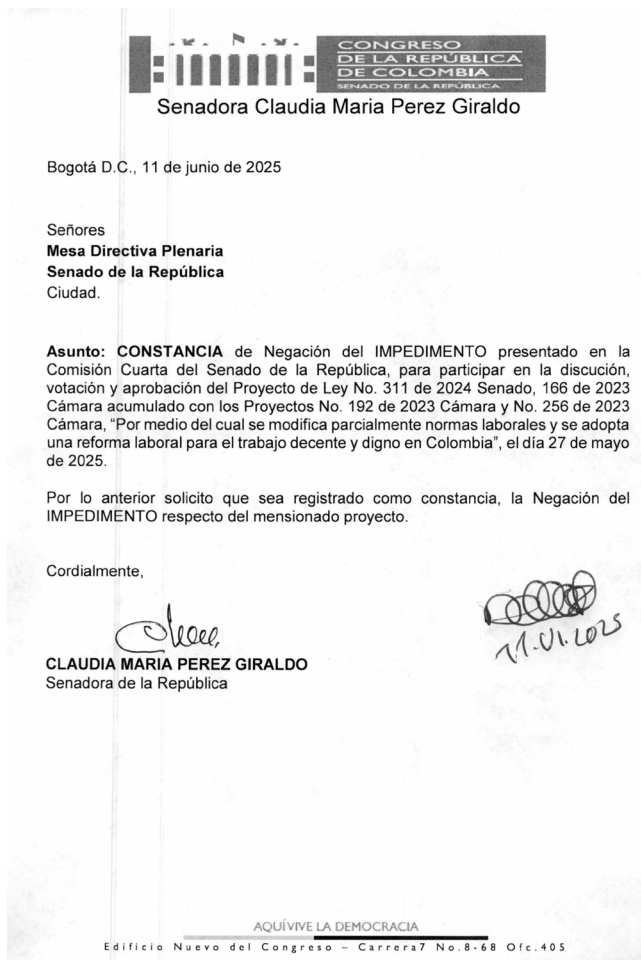 CONGRESO
DE LA REPÚBLICA
DE COLOMBIA
SENADO DE LA REPÚBLICA
Senadora Claudia Maria Perez Giraldo
Bogotá D.C., 11 de junio de 2025
Señores
Mesa Directiva Plenaria
Senado de la República
Ciudad.
Asunto: CONSTANCIA de Negación del IMPEDIMENTO presentado en la
Comisión Cuarta del Senado de la República, para participar en la discución,
votación y aprobación del Proyecto de Ley No. 311 de 2024 Senado, 166 de 2023
Cámara acumulado con los Proyectos No. 192 de 2023 Cámara y No. 256 de 2023
Cámara, “Por medio del cual se modifica parcialmente normas laborales y se adopta
una reforma laboral para el trabajo decente y digno en Colombia”, el día 27 de mayo
de 2025.
Por lo anterior solicito que sea registrado como constancia, la Negación del
IMPEDIMENTO respecto del mensionado proyecto.
Cordialmente,
11.VI.2025
CLAUDIA MARIA PEREZ GIRALDO
Senadora de la República
AQUÍVIVE LA DEMOCRACIA
Edificio Nuevo del Congreso – Carrera7 No.8-68 Ofc.405